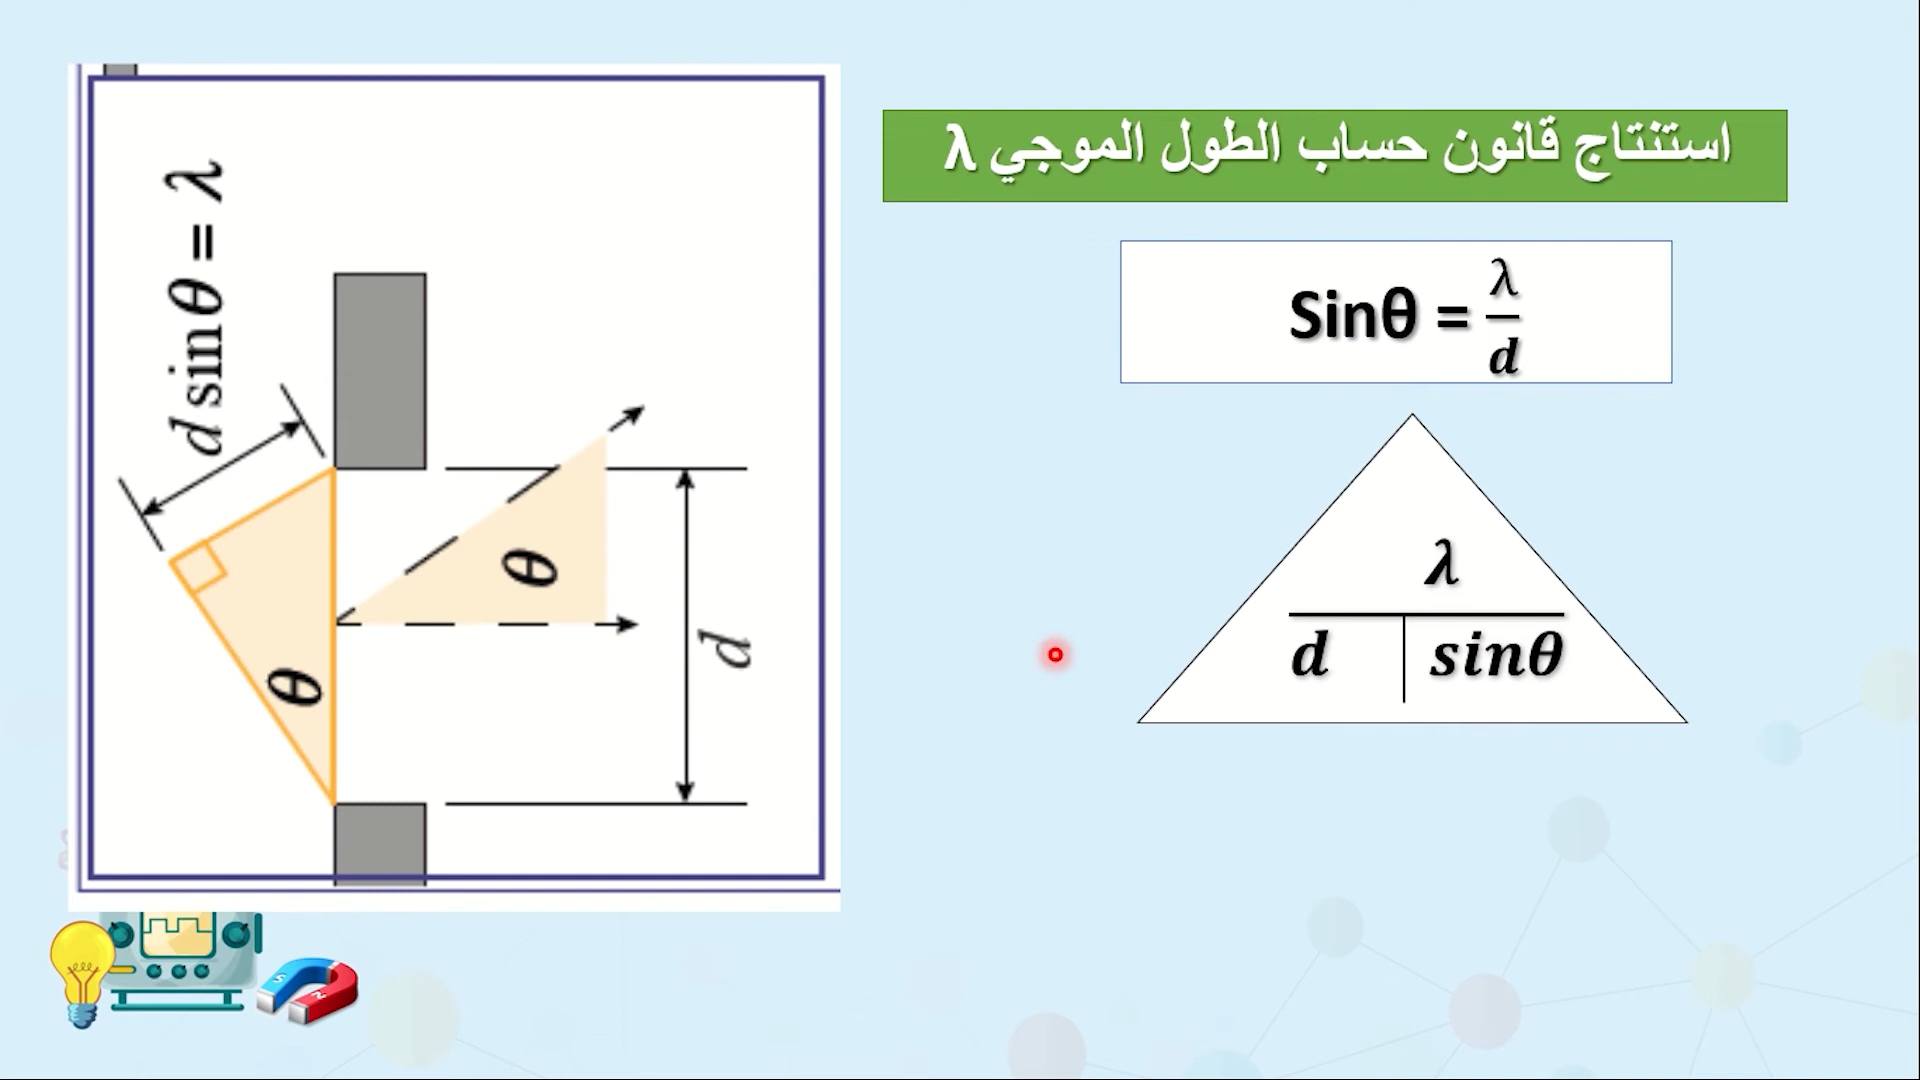 استنتاج قانون حساب الطول الموجي λ
Sinθ = λ/d
λ
d | sinθ
d sinθ = λ
θ
θ
d
S
N